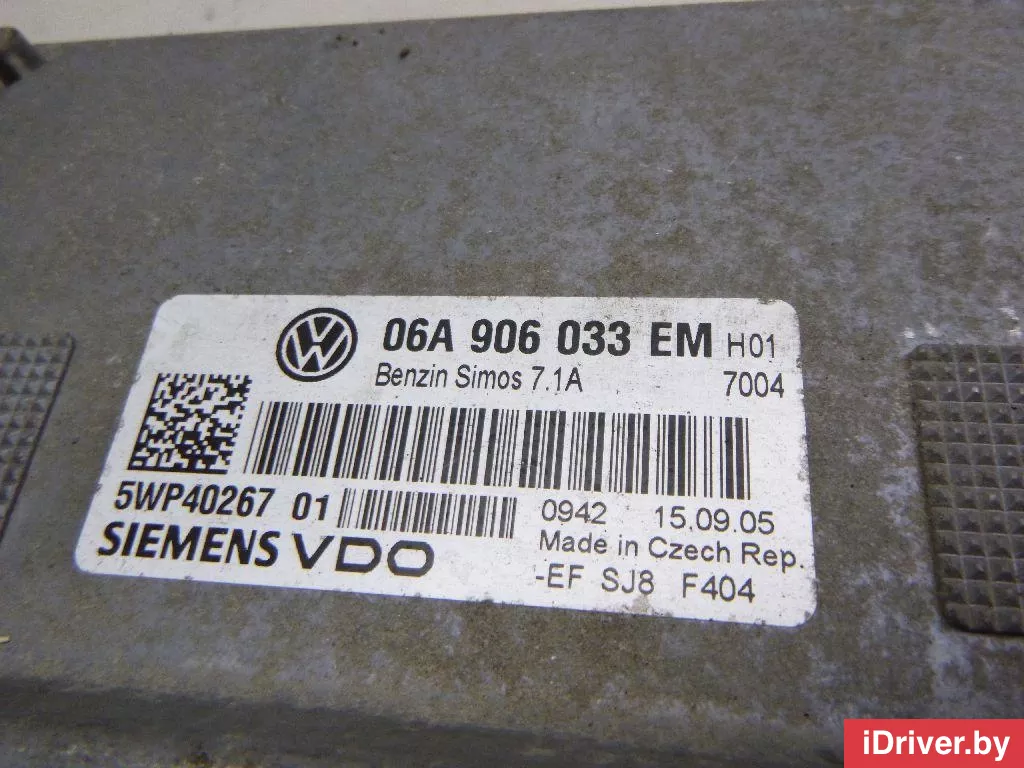 VW
06A 906 033 EM H01
Benzin Simos 7.1A 7004
5WP40267 01 0942 15.09.05
SIEMENS VDO Made in Czech Rep.
-EF SJ8 F404
iDriver.by